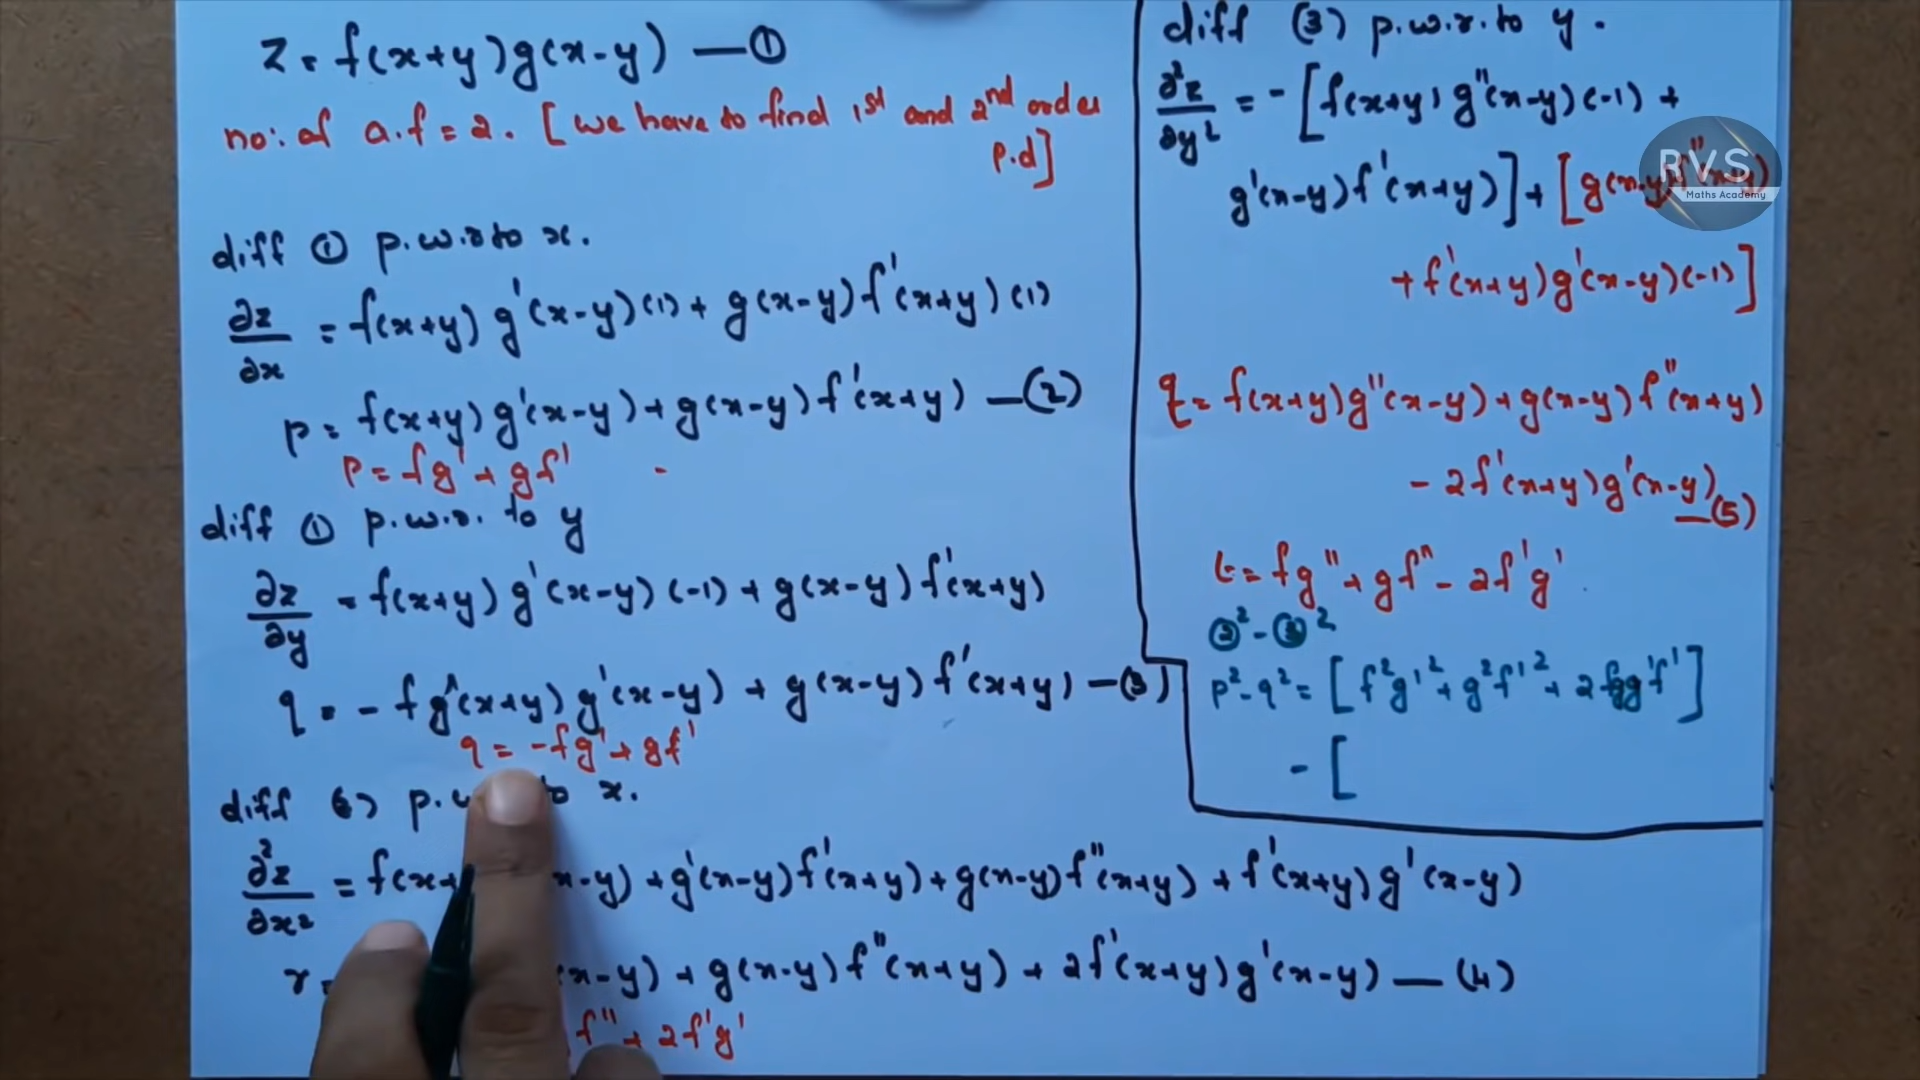 z = f(x+y)g(x-y) —①
no: of a.f = 2. [we have to find 1st and 2nd order
p.d]
diff ① p.w.r to x.
∂z/∂x = f(x+y) g'(x-y)(1) + g(x-y)f'(x+y)(1)
p = f(x+y)g'(x-y)+g(x-y)f'(x+y) —(2)
p = fg' + gf'
diff ① p.w.r. to y
∂z/∂y = f(x+y) g'(x-y)(-1) + g(x-y) f'(x+y)
q = - f (x+y)g'(x-y) + g(x-y) f'(x+y) —(3)
q = -fg' + gf'
diff p. to x.
∂²z/∂x² = f(x+ x-y) + g'(x-y)f'(x+y) + g(x-y)f''(x+y) + f'(x+y)g'(x-y)
r = (x-y) + g(x-y)f''(x+y) + 2f'(x+y)g'(x-y) —(4)
f'' + 2f'g'
diff (3) p.w.r.to y.
∂²z/∂y² = -[f(x+y) g''(x-y)(-1) +
g'(x-y)f'(x+y)] + [g(x-y)
+ f'(x+y)g'(x-y)(-1)]
RVS
Maths Academy
t = f(x+y)g''(x-y)+g(x-y)f''(x+y)
- 2f'(x+y)g'(x-y) —(5)
t = fg'' + gf'' - 2f'g'
②² - ③²
p² - q² = [f²g'² + g²f'² + 2fgg'f']
- [